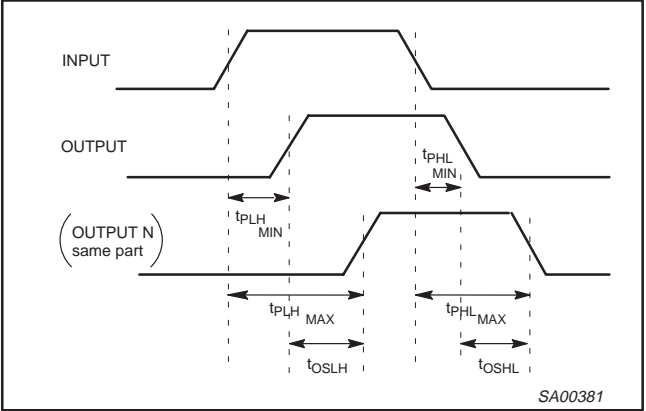 INPUT
OUTPUT
tPHL
MIN
tPLH
MIN
OUTPUT N
same part
tPLH
MAX
tPHL
MAX
tOSLH
tOSHL
SA00381